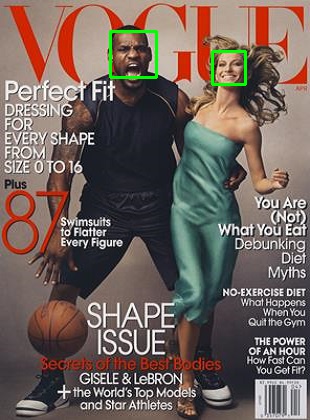 VOGUE
APR
Perfect Fit
DRESSING
FOR
EVERY SHAPE
FROM
SIZE 0 TO 16
Plus
87
Swimsuits
to Flatter
Every Figure
You Are
(Not)
What You Eat
Debunking
Diet
Myths
NO-EXERCISE DIET
What Happens
When You
Quit the Gym
THE POWER
OF AN HOUR
How Fast Can
You Get Fit?
SHAPE
ISSUE
Secrets of the Best Bodies
GISELE & LeBRON
+ the World's Top Models
and Star Athletes